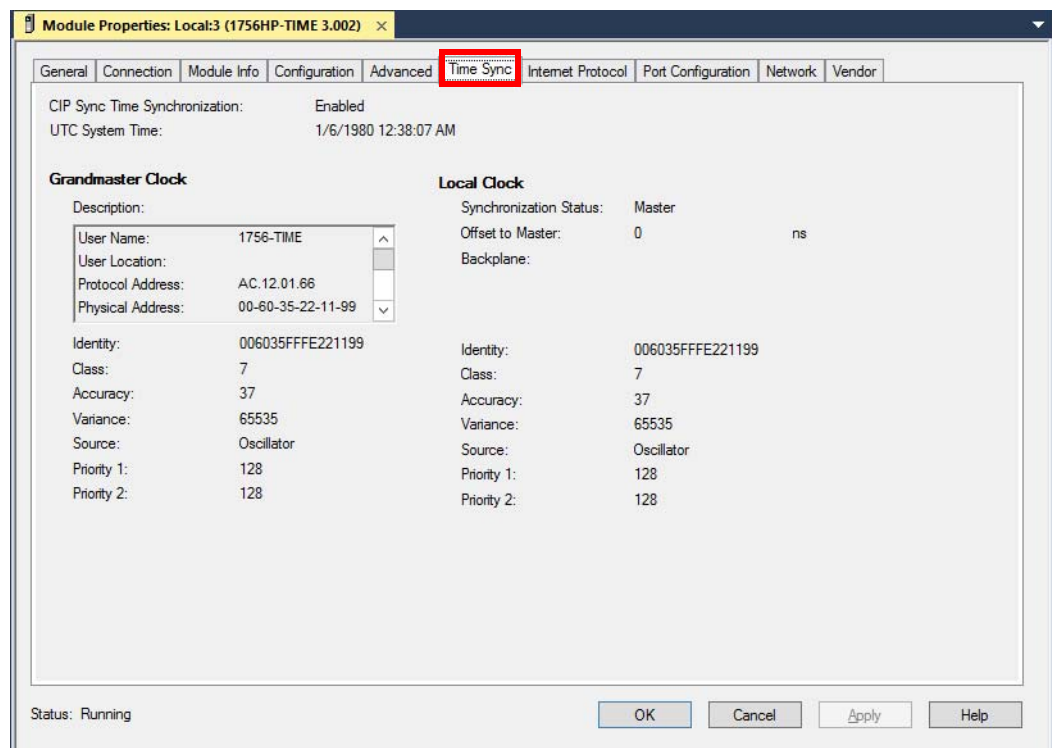 Module Properties: Local:3 (1756HP-TIME 3.002) ×
General Connection Module Info Configuration Advanced Time Sync Internet Protocol Port Configuration Network Vendor
CIP Sync Time Synchronization: Enabled
UTC System Time: 1/6/1980 12:38:07 AM
Grandmaster Clock
Description:
User Name: 1756-TIME
User Location:
Protocol Address: AC.12.01.66
Physical Address: 00-60-35-22-11-99
Identity: 006035FFFE221199
Class: 7
Accuracy: 37
Variance: 65535
Source: Oscillator
Priority 1: 128
Priority 2: 128
Local Clock
Synchronization Status: Master
Offset to Master: 0 ns
Backplane:
Identity: 006035FFFE221199
Class: 7
Accuracy: 37
Variance: 65535
Source: Oscillator
Priority 1: 128
Priority 2: 128
Status: Running
OK Cancel Apply Help